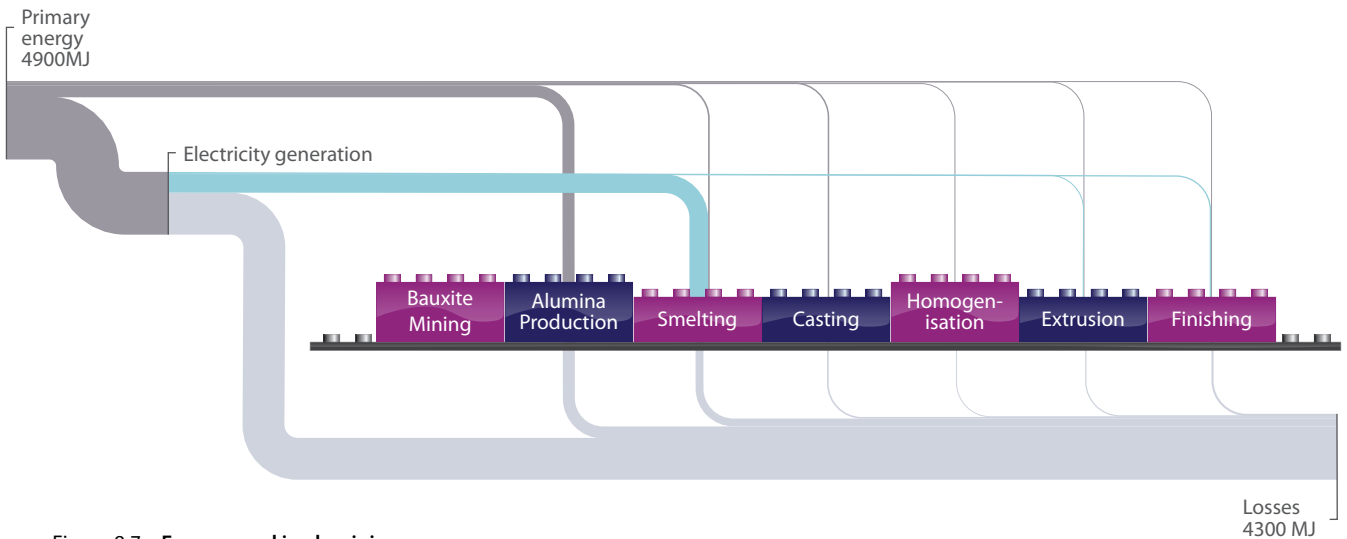 Primary
energy
4900MJ
Electricity generation
Bauxite
Mining
Alumina
Production
Smelting
Casting
Homogen-
isation
Extrusion
Finishing
Losses
4300 MJ